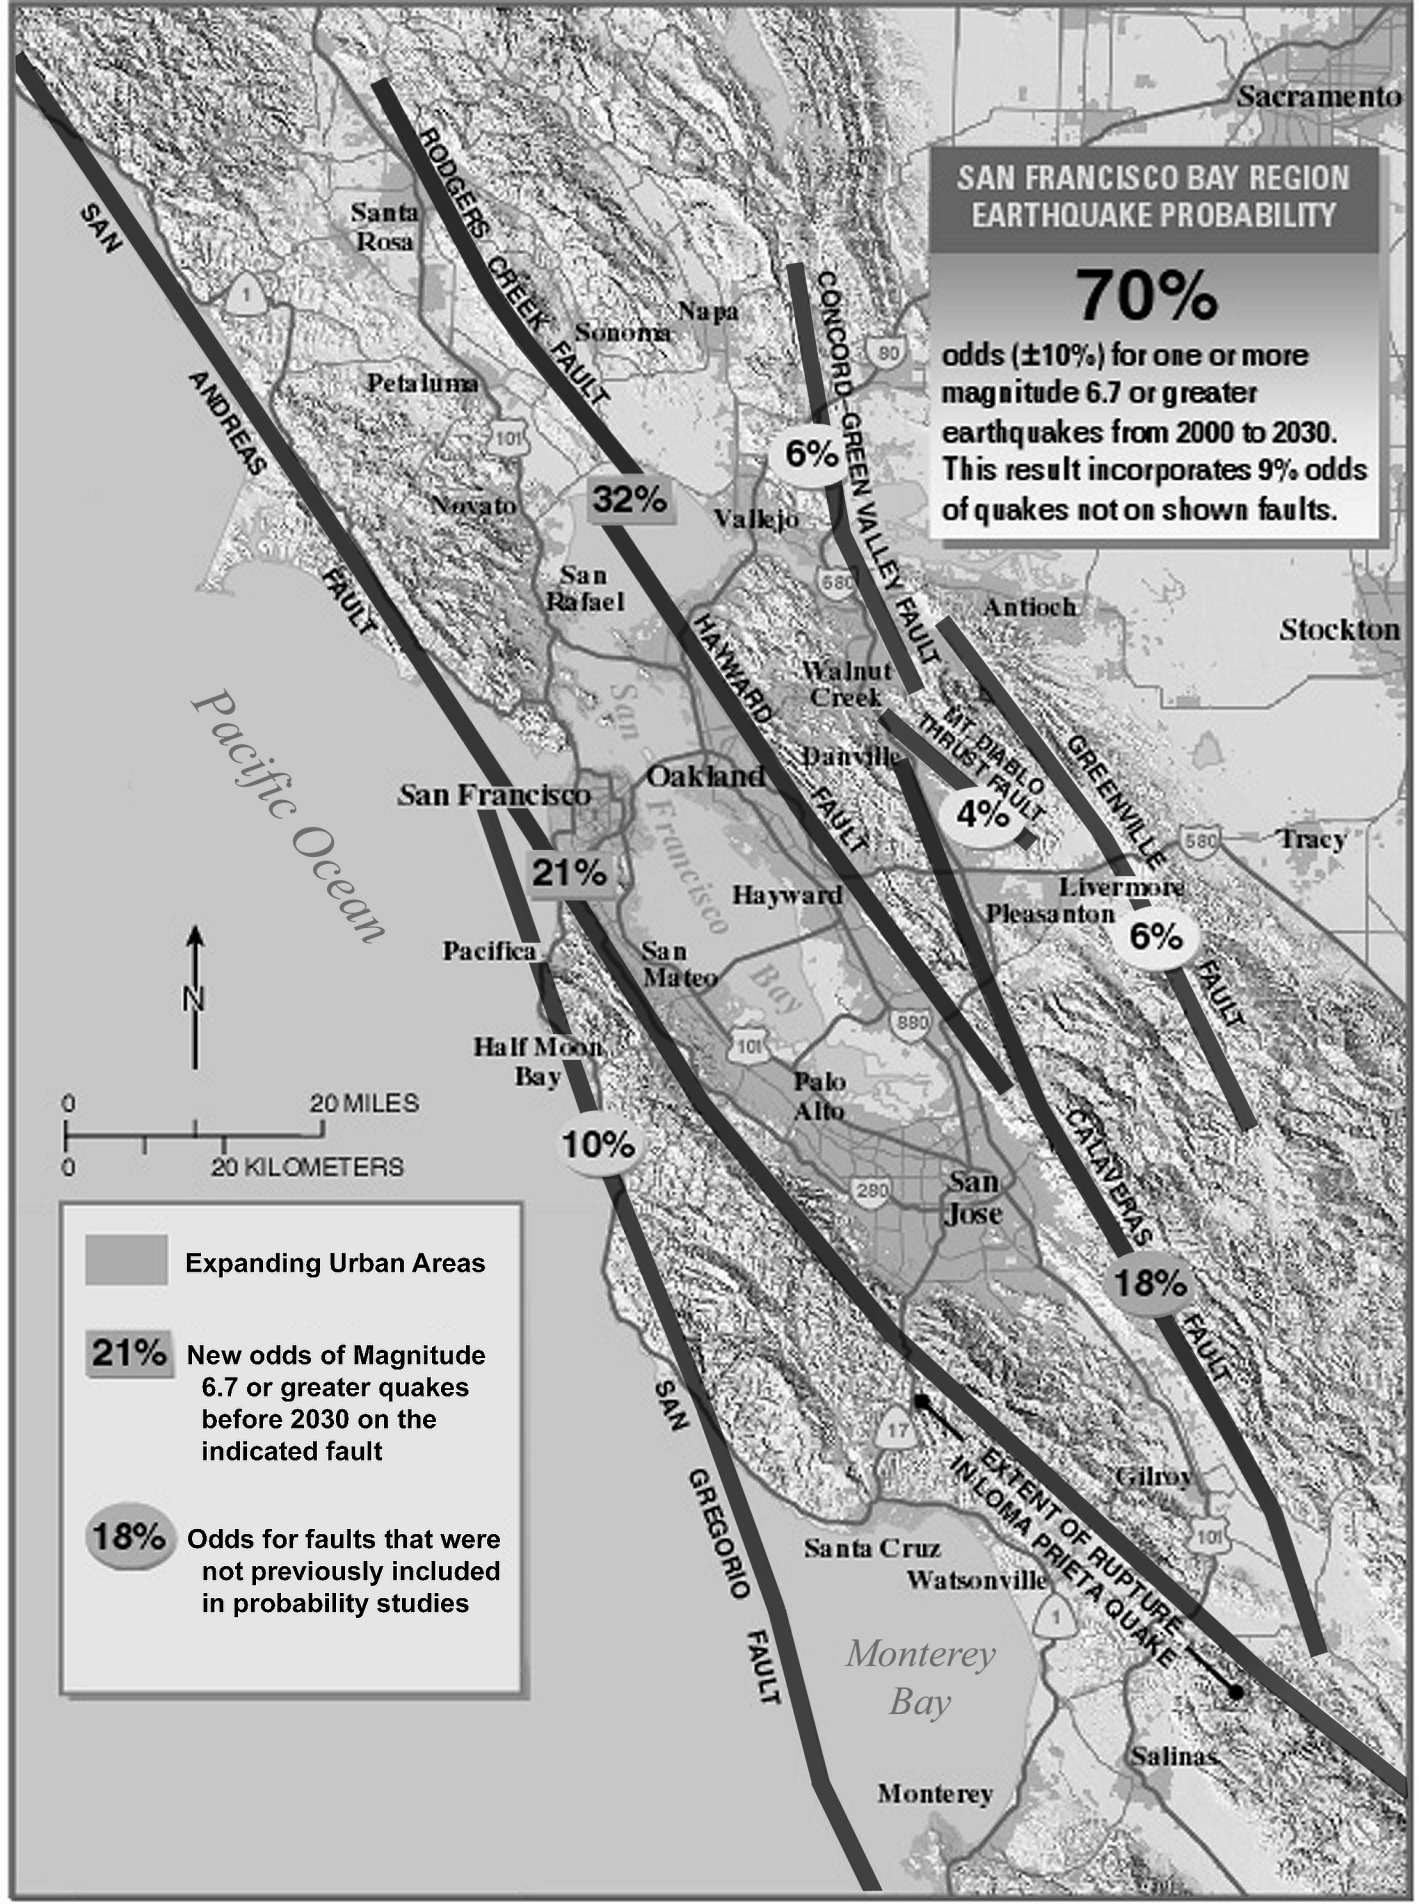 Sacramento
SAN FRANCISCO BAY REGION
EARTHQUAKE PROBABILITY
70%
odds (±10%) for one or more
magnitude 6.7 or greater
earthquakes from 2000 to 2030.
This result incorporates 9% odds
of quakes not on shown faults.
SAN ANDREAS FAULT
RODGERS CREEK FAULT
Santa
Rosa
1
Sonoma
Napa
80
CONCORD–GREEN VALLEY FAULT
Petaluma
101
6%
32%
Novato
Vallejo
San
Rafael
680
Antioch
Stockton
HAYWARD FAULT
Walnut
Creek
MT. DIABLO
THRUST FAULT
GREENVILLE FAULT
Pacific Ocean
San Francisco Bay
Danville
Oakland
San Francisco
4%
580
Tracy
21%
Hayward
Livermore
Pleasanton
6%
Pacifica
San
Mateo
N
880
101
Half Moon
Bay
Palo
Alto
0 20 MILES
0 20 KILOMETERS
10%
CALAVERAS FAULT
280
San
Jose
18%
Expanding Urban Areas
21%
New odds of Magnitude
6.7 or greater quakes
before 2030 on the
indicated fault
18%
Odds for faults that were
not previously included
in probability studies
SAN GREGORIO FAULT
17
EXTENT OF RUPTURE
IN LOMA PRIETA QUAKE
Gilroy
101
Santa Cruz
Watsonville
1
Monterey
Bay
Salinas
Monterey